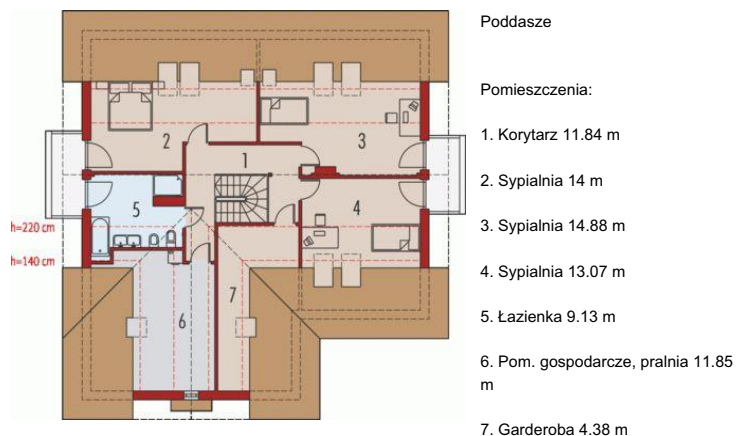 Poddasze
Pomieszczenia:
1. Korytarz 11.84 m
2. Sypialnia 14 m
3. Sypialnia 14.88 m
4. Sypialnia 13.07 m
5. Łazienka 9.13 m
6. Pom. gospodarcze, pralnia 11.85
m
7. Garderoba 4.38 m
2
3
1
5
4
h=220 cm
h=140 cm
7
6